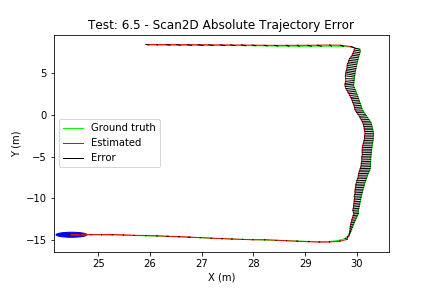 Test: 6.5 - Scan2D Absolute Trajectory Error
Y (m)
5
0
−5
−10
−15
Ground truth
Estimated
Error
25 26 27 28 29 30
X (m)